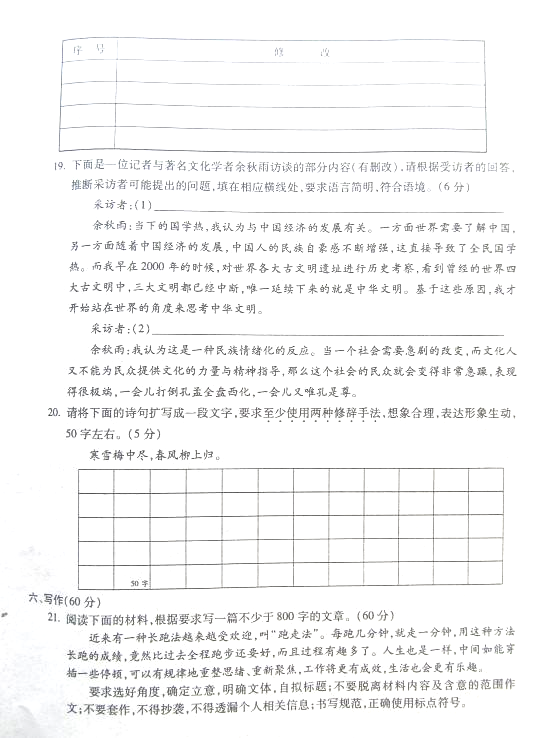 序 号 修 改
19. 下面是一位记者与著名文化学者余秋雨访谈的部分内容(有删改),请根据受访者的回答,
推断采访者可能提出的问题,填在相应横线处,要求语言简明,符合语境。(6 分)
采访者:(1)
余秋雨:当下的国学热,我认为与中国经济的发展有关。一方面世界需要了解中国,
另一方面随着中国经济的发展,中国人的民族自豪感不断增强,这直接导致了全民国学
热。而我早在 2000 年的时候,对世界各大古文明遗址进行历史考察,看到曾经的世界四
大古文明中,三大文明都已经中断,唯一延续下来的就是中华文明。基于这些原因,我才
开始站在世界的角度来思考中华文明。
采访者:(2)
余秋雨:我认为这是一种民族情绪化的反应。当一个社会需要急剧的改变,而文化人
又不能为民众提供文化的力量与精神指导,那么这个社会的民众就会变得非常急躁,表现
得很极端,一会儿打倒孔孟全盘西化,一会儿又唯孔是尊。
20. 请将下面的诗句扩写成一段文字,要求至少使用两种修辞手法,想象合理,表达形象生动,
50 字左右。(5 分)
寒雪梅中尽,春风柳上归。
50 字
六、写作(60 分)
21. 阅读下面的材料,根据要求写一篇不少于 800 字的文章。(60 分)
近来有一种长跑法越来越受欢迎,叫“跑走法”。每跑几分钟,就走一分钟,用这种方法
长跑的成绩,竟然比过去全程跑步还要好,而且过程有趣多了。人生也是一样,中间如能穿
插一些停顿,可以有规律地重整思绪、重新聚焦,工作将更有成效,生活也会更有乐趣。
要求选好角度,确定立意,明确文体,自拟标题;不要脱离材料内容及含意的范围作
文;不要套作,不得抄袭,不得透漏个人相关信息;书写规范,正确使用标点符号。